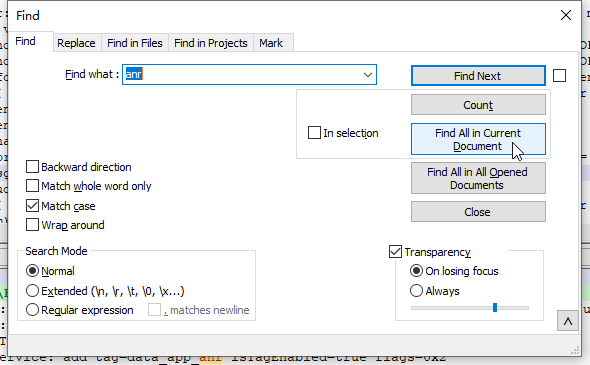 Find
Find Replace Find in Files Find in Projects Mark
Find what : anr
Find Next
Count
In selection
Find All in Current
Document
Backward direction
Match whole word only
Match case
Wrap around
Find All in All Opened
Documents
Close
Search Mode
Normal
Extended (\n, \r, \t, \0, \x...)
Regular expression
. matches newline
Transparency
On losing focus
Always
service: add tag=data_app_anr isTagEnabled=true flags=0x2